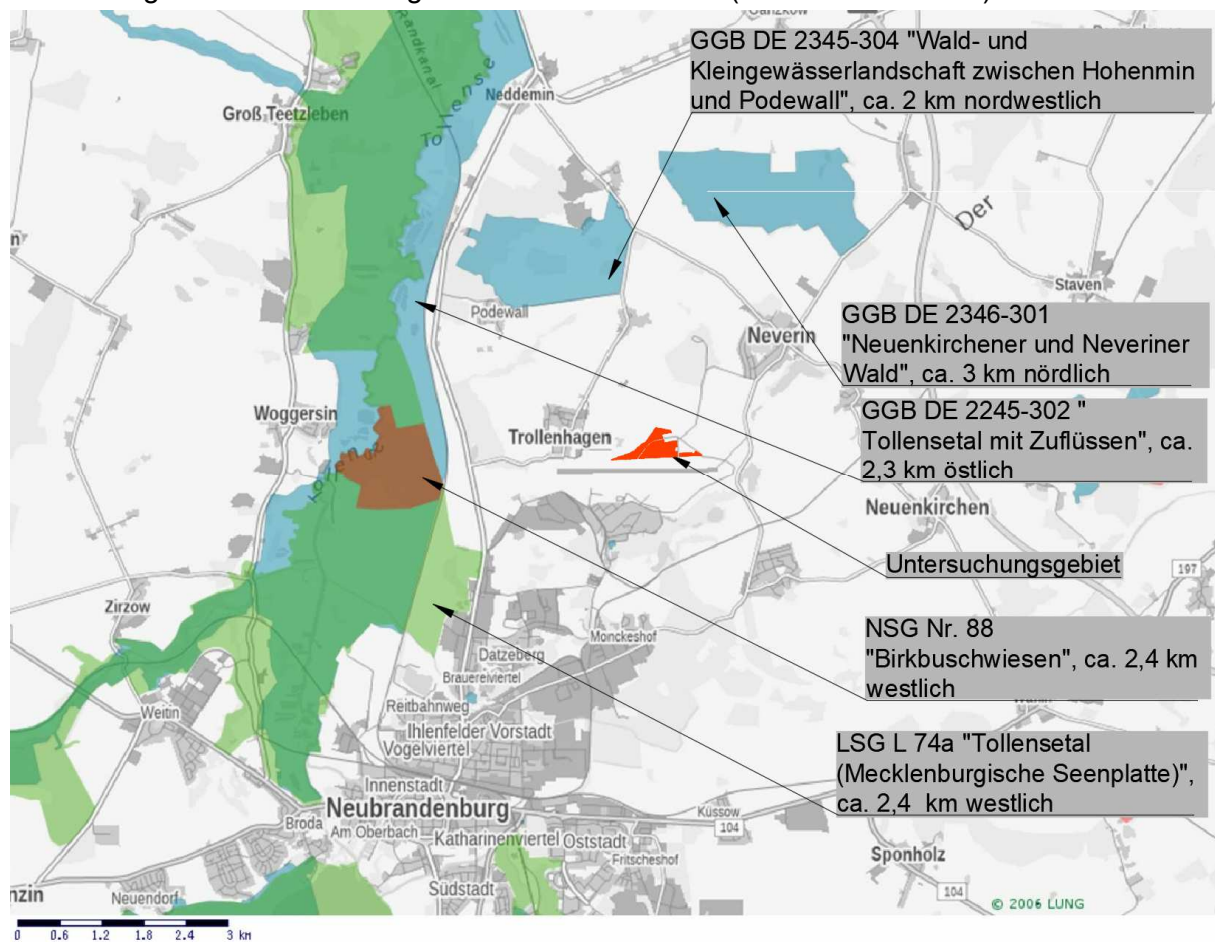 GGB DE 2345-304 "Wald- und
Kleingewässerlandschaft zwischen Hohenmin
und Podewall", ca. 2 km nordwestlich
Randkanal
Tollense
Neddemin
Groß Teetzleben
Der
Staven
Podewall
GGB DE 2346-301
"Neuenkirchener und Neveriner
Wald", ca. 3 km nördlich
Neverin
Woggersin
GGB DE 2245-302 "
Tollensetal mit Zuflüssen", ca.
2,3 km östlich
Trollenhagen
Tollense
Neuenkirchen
Untersuchungsgebiet
197
Zirzow
NSG Nr. 88
"Birkbuschwiesen", ca. 2,4 km
westlich
Monckeshof
Datzeberg
Brauereiviertel
Weitin
Reitbahnweg
Ihlenfelder Vorstadt
Vogelviertel
LSG L 74a "Tollensetal
(Mecklenburgische Seenplatte)",
ca. 2,4 km westlich
Innenstadt
Neubrandenburg
Broda
Am Oberbach
Katharinenviertel
Oststadt
Küssow
104
Fritscheshof
Sponholz
Südstadt
104
nzin
Neuendorf
© 2006 LUNG
0 0.6 1.2 1.8 2.4 3 km